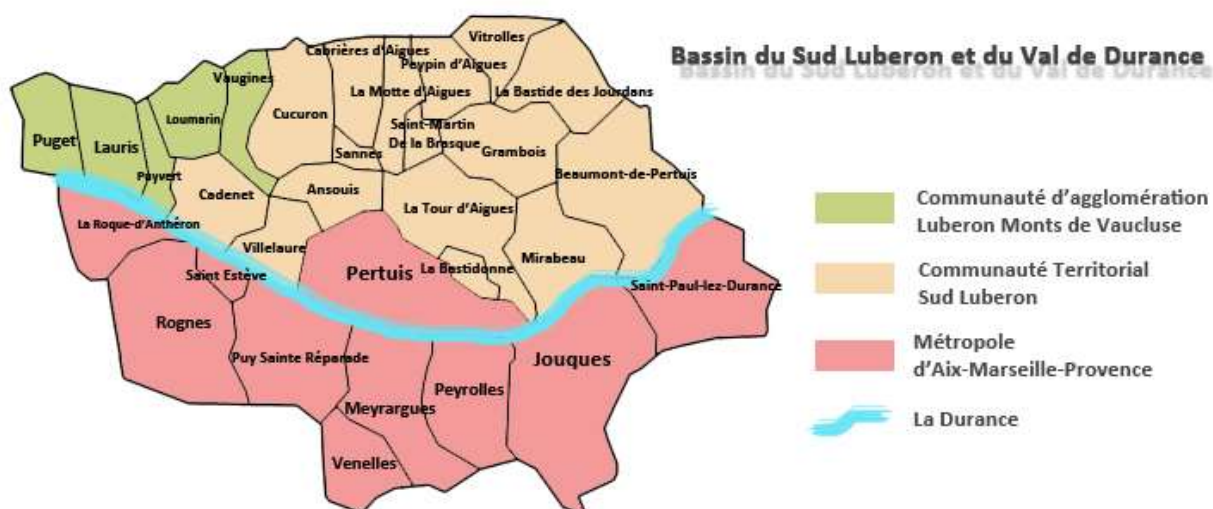 Bassin du Sud Luberon et du Val de Durance
Vitrolles
Cabrières d'Aigues
Peypin d'Aigues
Vaugines
La Motte d'Aigues
La Bastide des Jourdans
Cucuron
Loumarin
Saint-Martin
De la Brasque
Puget
Lauris
Sannes
Grambois
Puyvert
Beaumont-de-Pertuis
Cadenet
Ansouis
La Tour d'Aigues
La Roque-d'Anthéron
Villelaure
Mirabeau
Saint Estève
Pertuis
La Bastidonne
Saint-Paul-lez-Durance
Rognes
Puy Sainte Réparade
Jouques
Peyrolles
Meyrargues
Venelles
Communauté d'agglomération
Luberon Monts de Vaucluse
Communauté Territorial
Sud Luberon
Métropole
d'Aix-Marseille-Provence
La Durance